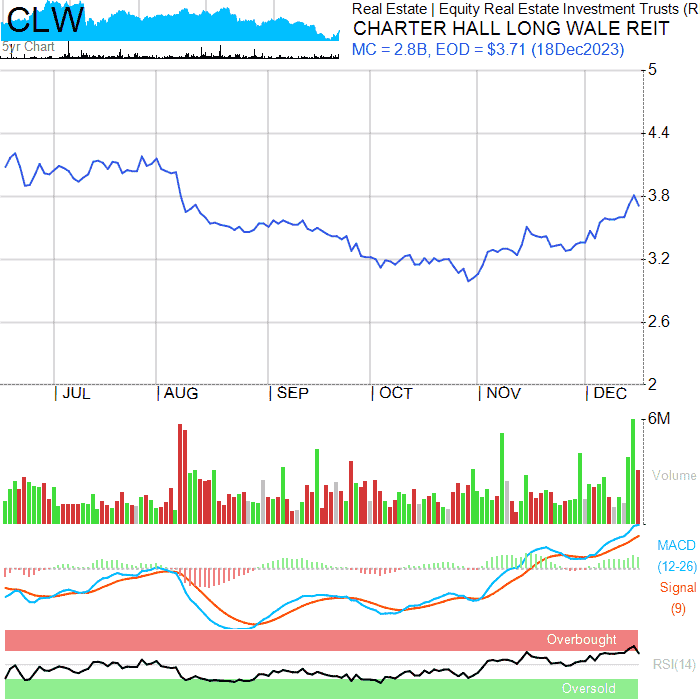 CLW
5yr Chart
Real Estate | Equity Real Estate Investment Trusts (R
CHARTER HALL LONG WALE REIT
MC = 2.8B, EOD = $3.71 (18Dec2023)
5
4.4
3.8
3.2
2.6
2
JUL
AUG
SEP
OCT
NOV
DEC
6M
Volume
MACD
(12-26)
Signal
(9)
Overbought
RSI(14)
Oversold